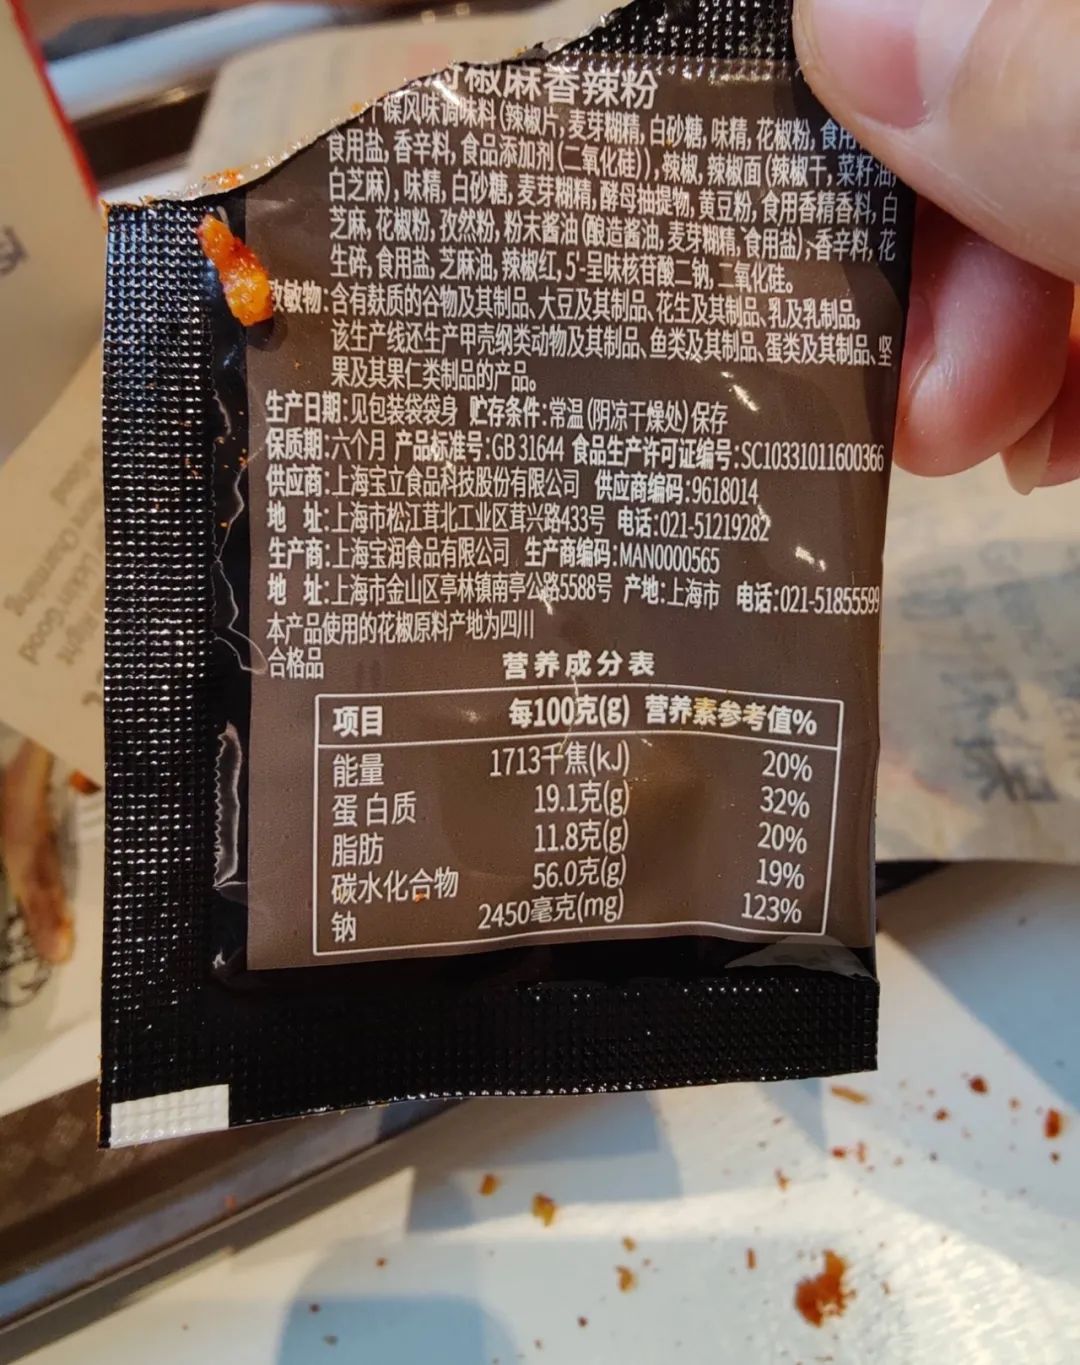 椒麻香辣粉
干碟风味调味料(辣椒片,麦芽糊精,白砂糖,味精,花椒粉,食用
食用盐,香辛料,食品添加剂(二氧化硅)),辣椒,辣椒面(辣椒干,菜籽油,
白芝麻),味精,白砂糖,麦芽糊精,酵母抽提物,黄豆粉,食用香精香料,白
芝麻,花椒粉,孜然粉,粉末酱油(酿造酱油,麦芽糊精,食用盐),香辛料,花
生碎,食用盐,芝麻油,辣椒红,5'-呈味核苷酸二钠,二氧化硅。
致敏物:含有麸质的谷物及其制品、大豆及其制品、花生及其制品、乳及乳制品,
该生产线还生产甲壳纲类动物及其制品、鱼类及其制品、蛋类及其制品、坚
果及其果仁类制品的产品。
生产日期:见包装袋袋身 贮存条件:常温(阴凉干燥处)保存
保质期:六个月 产品标准号:GB 31644 食品生产许可证编号:SC10331011600366
供应商:上海宝立食品科技股份有限公司 供应商编码:9618014
地 址:上海市松江茸北工业区茸兴路433号 电话:021-51219282
生产商:上海宝润食品有限公司 生产商编码:MAN0000565
地 址:上海市金山区亭林镇南亭公路5588号 产地:上海市 电话:021-51855599
本产品使用的花椒原料产地为四川
合格品
营养成分表
项目 每100克(g) 营养素参考值%
能量 1713千焦(kJ) 20%
蛋白质 19.1克(g) 32%
脂肪 11.8克(g) 20%
碳水化合物 56.0克(g) 19%
钠 2450毫克(mg) 123%